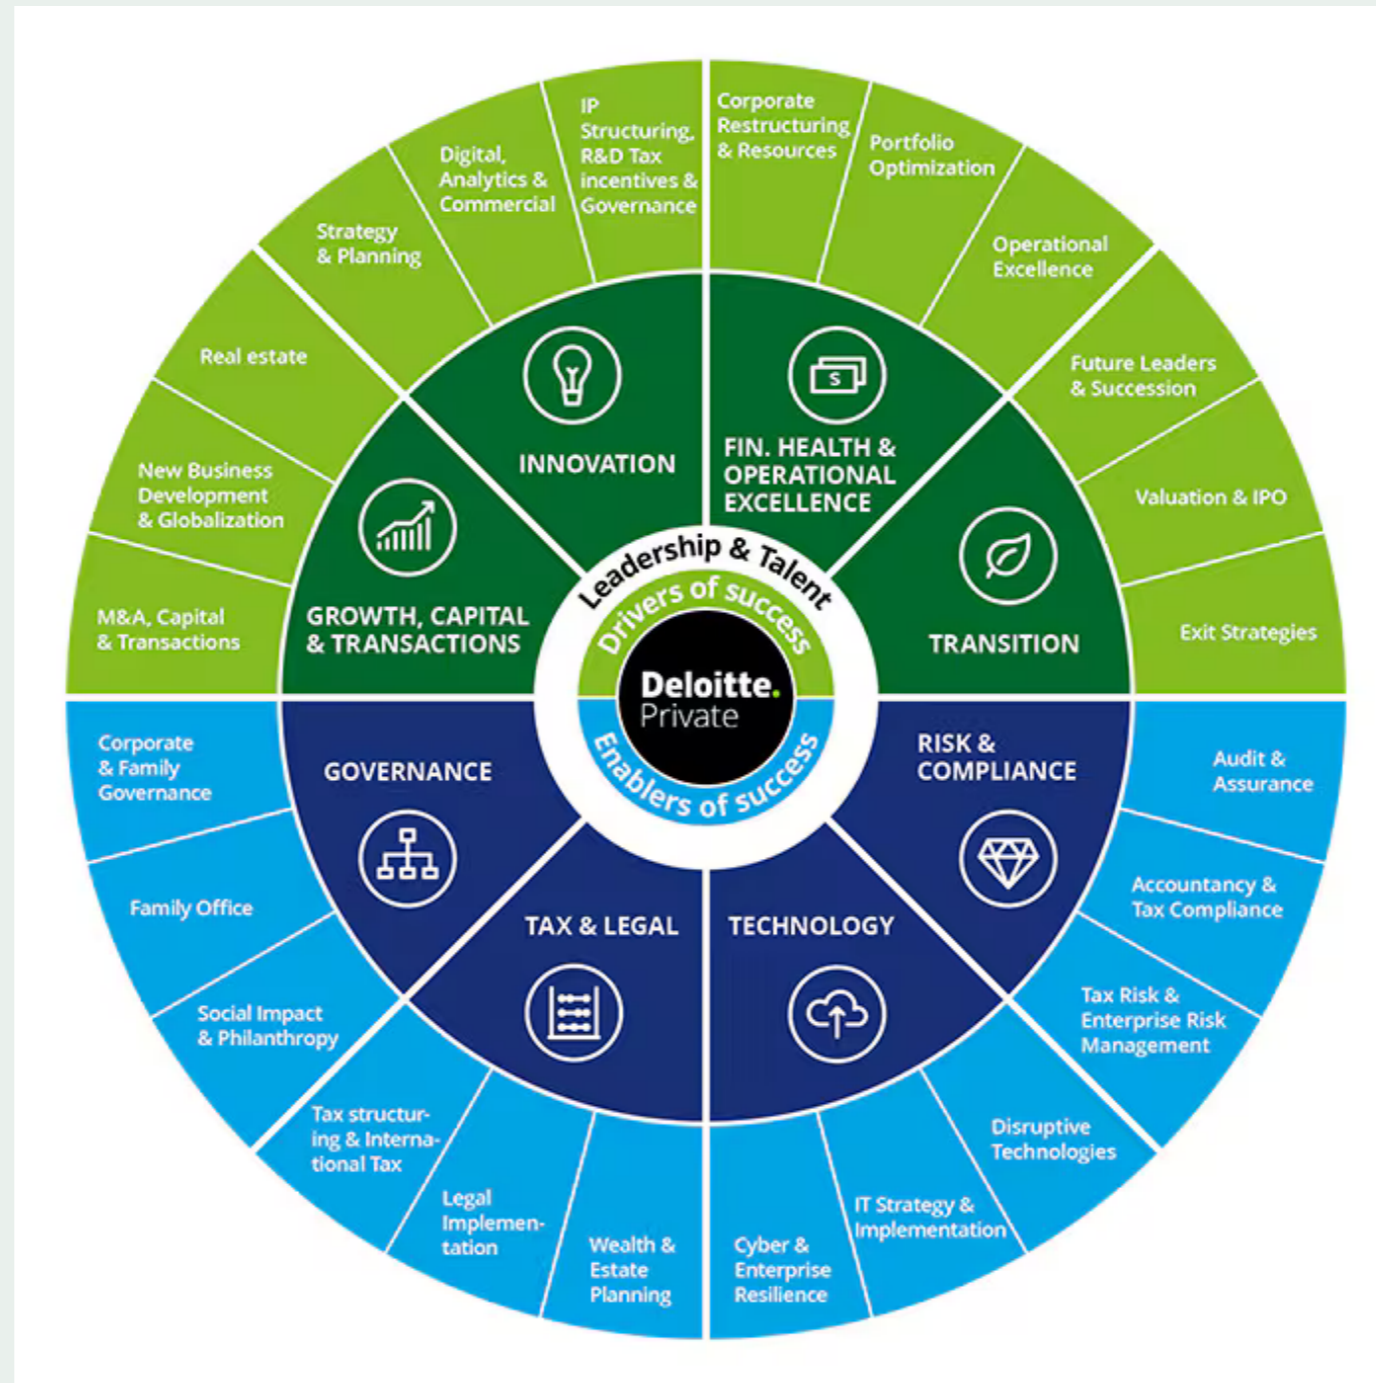 IP
Structuring,
R&D Tax
incentives &
Governance
Corporate
Restructuring
& Resources
Digital,
Analytics &
Commercial
Portfolio
Optimization
Strategy
& Planning
Operational
Excellence
Real estate
Future Leaders
& Succession
New Business
Development
& Globalization
Valuation & IPO
M&A, Capital
& Transactions
Exit Strategies
INNOVATION
FIN. HEALTH &
OPERATIONAL
EXCELLENCE
GROWTH, CAPITAL
& TRANSACTIONS
TRANSITION
Leadership & Talent
Drivers of success
Deloitte.
Private
Enablers of success
GOVERNANCE
RISK &
COMPLIANCE
TAX & LEGAL
TECHNOLOGY
Corporate
& Family
Governance
Audit &
Assurance
Family Office
Accountancy &
Tax Compliance
Social Impact
& Philanthropy
Tax Risk &
Enterprise Risk
Management
Tax structur-
ing & Interna-
tional Tax
Disruptive
Technologies
Legal
Implemen-
tation
IT Strategy &
Implementation
Wealth &
Estate
Planning
Cyber &
Enterprise
Resilience